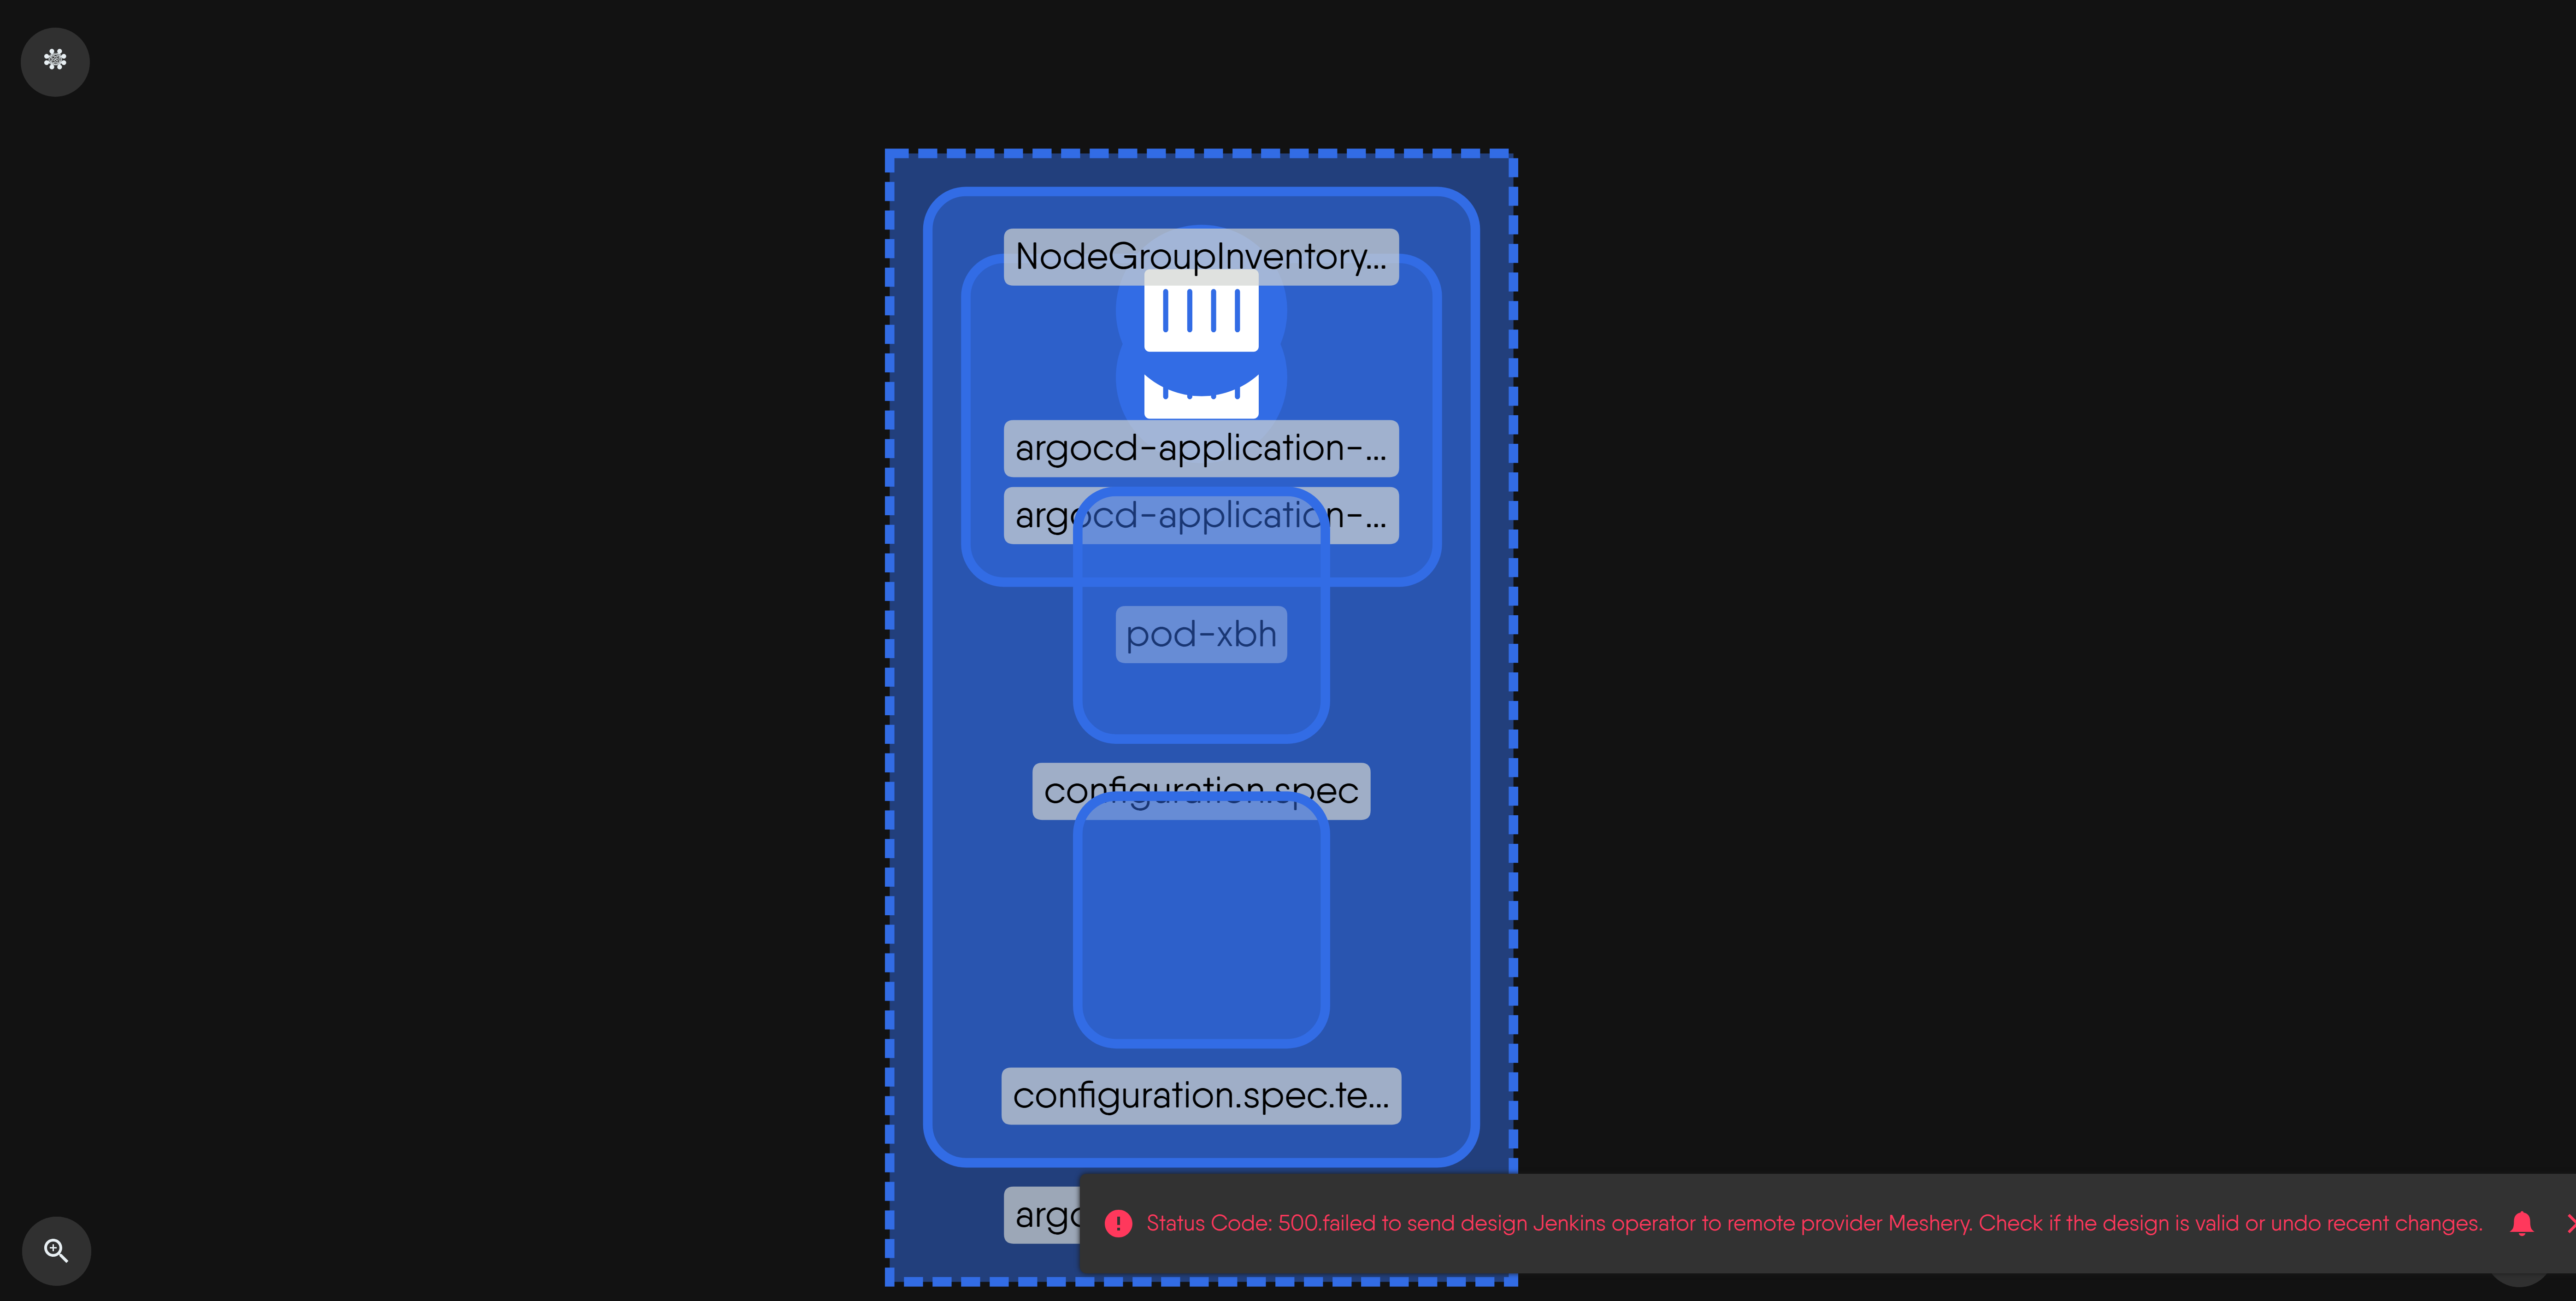 NodeGroupInventory...
argocd-application-...
argocd-application-...
pod-xbh
configuration.spec
configuration.spec.te...
argo
Status Code: 500.failed to send design Jenkins operator to remote provider Meshery. Check if the design is valid or undo recent changes.